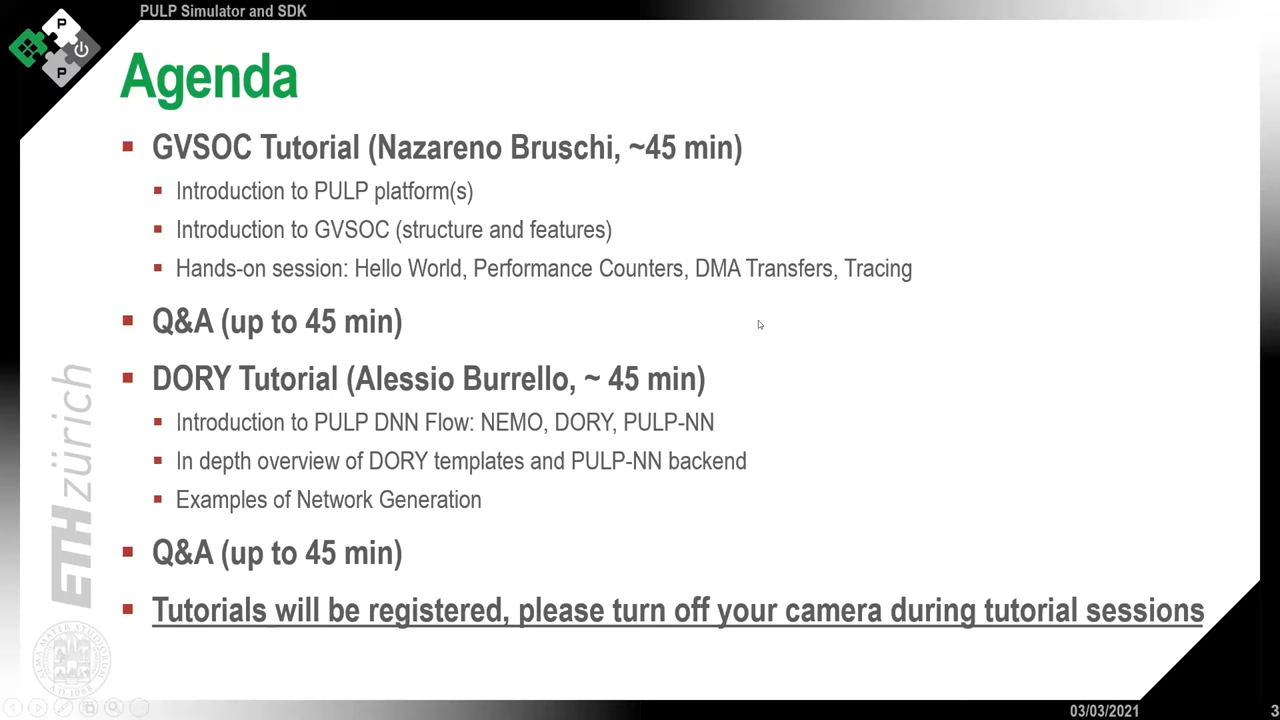 PULP Simulator and SDK
P
P
Agenda
GVSOC Tutorial (Nazareno Bruschi, ~45 min)
Introduction to PULP platform(s)
Introduction to GVSOC (structure and features)
Hands-on session: Hello World, Performance Counters, DMA Transfers, Tracing
Q&A (up to 45 min)
DORY Tutorial (Alessio Burrello, ~ 45 min)
Introduction to PULP DNN Flow: NEMO, DORY, PULP-NN
In depth overview of DORY templates and PULP-NN backend
Examples of Network Generation
Q&A (up to 45 min)
Tutorials will be registered, please turn off your camera during tutorial sessions
ETH zürich
ALMA MATER STUDIORUM
A.D. 1088
03/03/2021
3